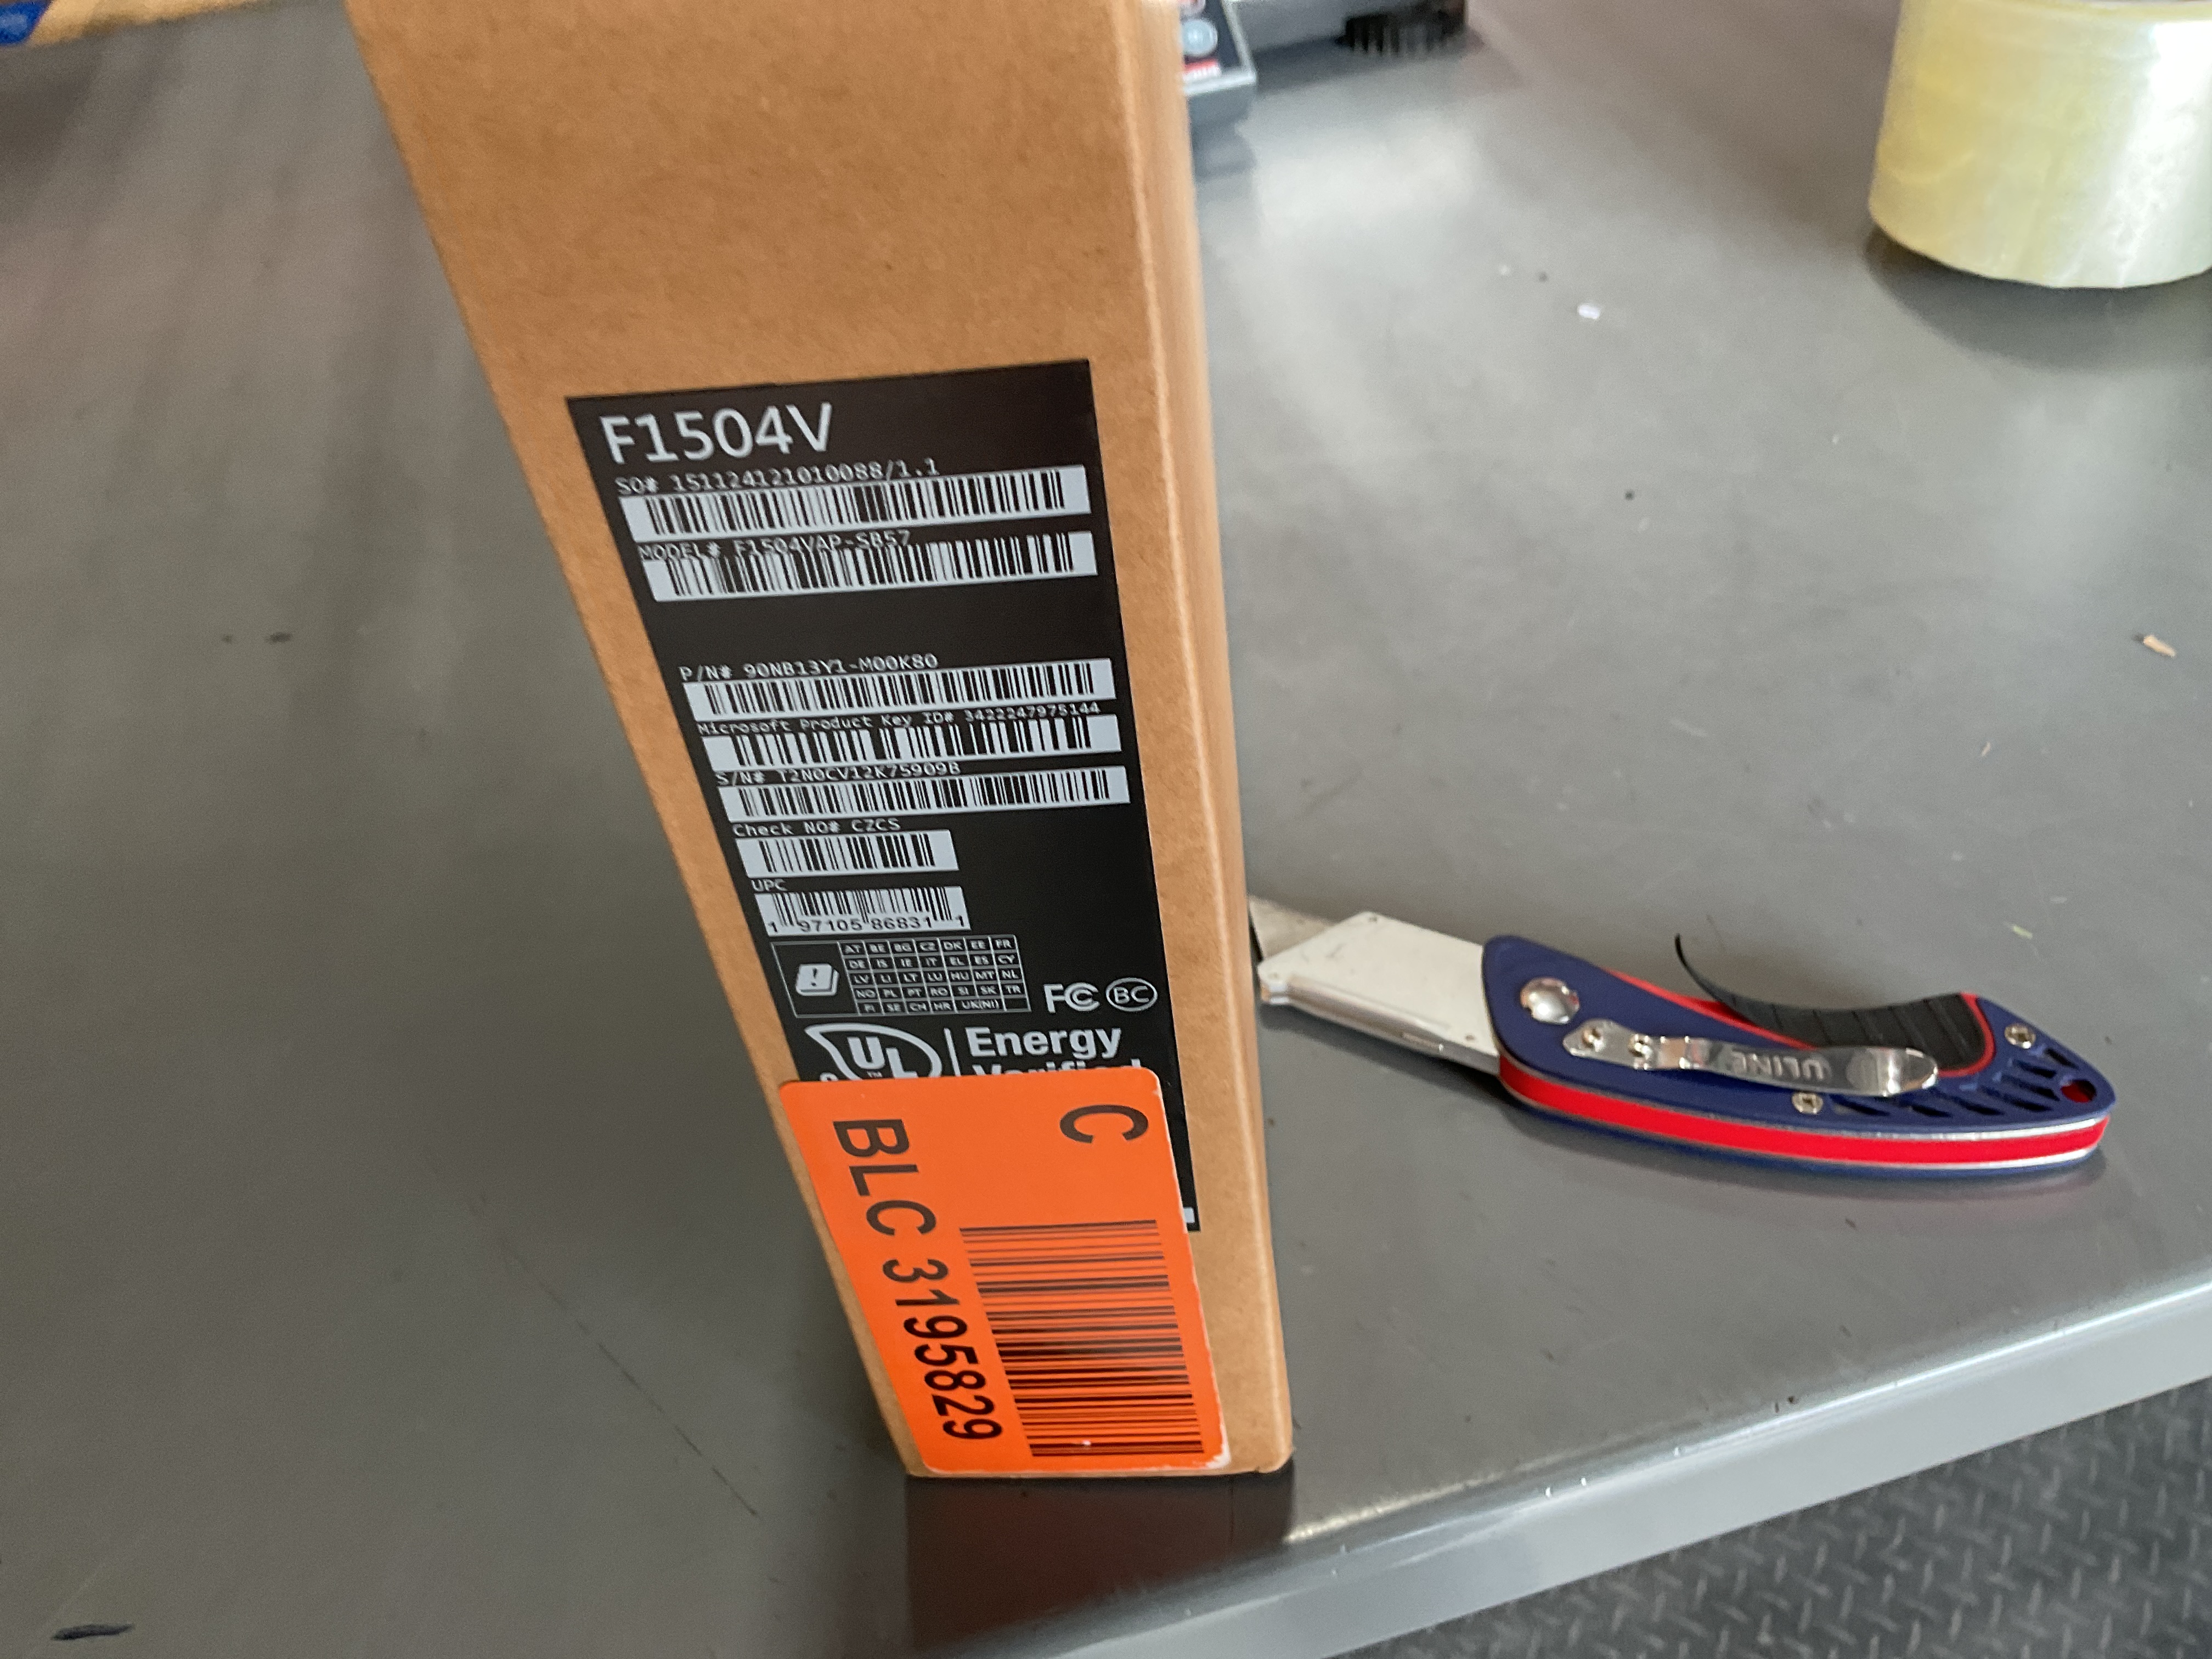 F1504V
SO# 151124121010088/1.1
MODEL# F1504VAP-SB57
P/N# 90NB13Y1-M00K80
Microsoft Product Key ID# 3422247975144
S/N# T2N0CV12K75909B
Check NO# CZCS
UPC
1 97105 86831 1
AT BE BG CZ DK EE FR
DE IS IE IT EL ES CY
LV LI LT LU HU MT NL
NO PL PT RO SI SK TR
FI SE CH HR UK(NI)
FC BC
UL Energy
Verified
C
BLC 3195829
ULINE